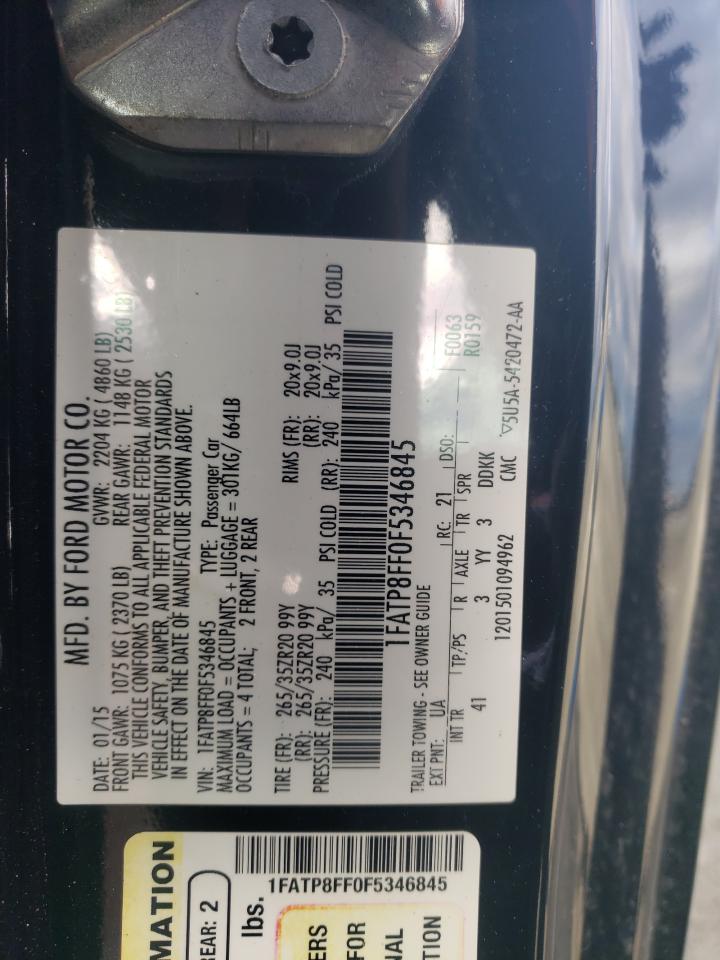 MFD. BY FORD MOTOR CO.
DATE: 01/15 GVWR: 2204 KG ( 4860 LB)
FRONT GAWR: 1075 KG ( 2370 LB) REAR GAWR: 1148 KG ( 2530 LB)
THIS VEHICLE CONFORMS TO ALL APPLICABLE FEDERAL MOTOR
VEHICLE SAFETY, BUMPER, AND THEFT PREVENTION STANDARDS
IN EFFECT ON THE DATE OF MANUFACTURE SHOWN ABOVE.
VIN: 1FATP8FF0F5346845 TYPE: Passenger Car
MAXIMUM LOAD = OCCUPANTS + LUGGAGE = 301KG/ 664LB
OCCUPANTS = 4 TOTAL; 2 FRONT, 2 REAR
TIRE (FR): 265/35ZR20 99Y RIMS (FR): 20x9.0J
(RR): 265/35ZR20 99Y (RR): 20x9.0J
PRESSURE (FR): 240 kPa/ 35 PSI COLD (RR): 240 kPa/ 35 PSI COLD
1FATP8FF0F5346845
TRAILER TOWING - SEE OWNER GUIDE
EXT PNT: UA RC: 21 DSO: F0063
R0159
INT TR TP/PS R AXLE TR SPR
41 3 YY 3 DDKK
1201501094962 CMC ▽5U5A-5420472-AA
MATION
REAR: 2
lbs.
1FATP8FF0F5346845
ERS
FOR
NAL
TION